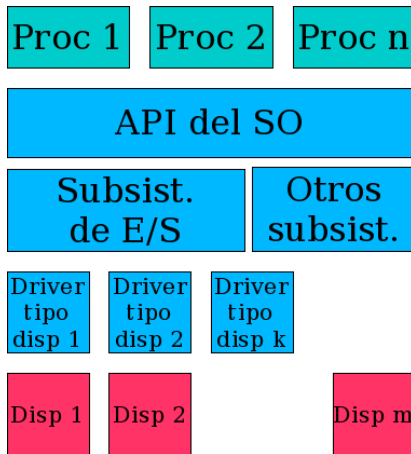 Proc 1 Proc 2 Proc n
API del SO
Subsist. Otros
de E/S subsist.
Driver Driver Driver
tipo tipo tipo
disp 1 disp 2 disp k
Disp 1 Disp 2 Disp m